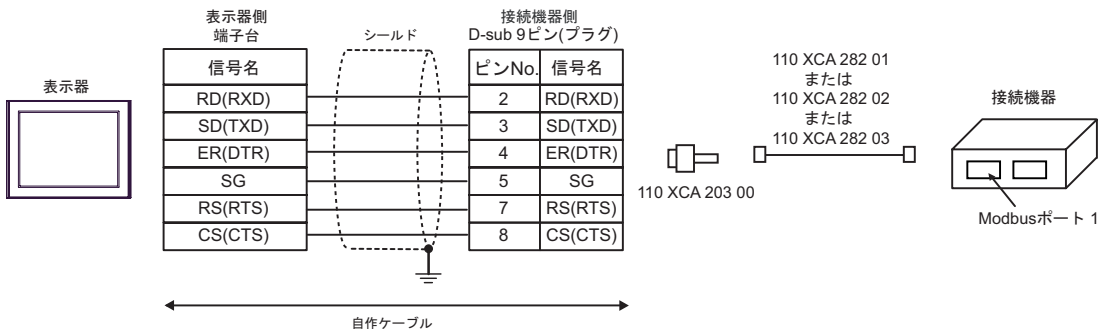 表示器
表示器側
端子台
信号名
RD(RXD)
SD(TXD)
ER(DTR)
SG
RS(RTS)
CS(CTS)
シールド
接続機器側
D-sub 9ピン(プラグ)
ピンNo. 信号名
2 RD(RXD)
3 SD(TXD)
4 ER(DTR)
5 SG
7 RS(RTS)
8 CS(CTS)
自作ケーブル
110 XCA 203 00
110 XCA 282 01
または
110 XCA 282 02
または
110 XCA 282 03
接続機器
Modbusポート 1